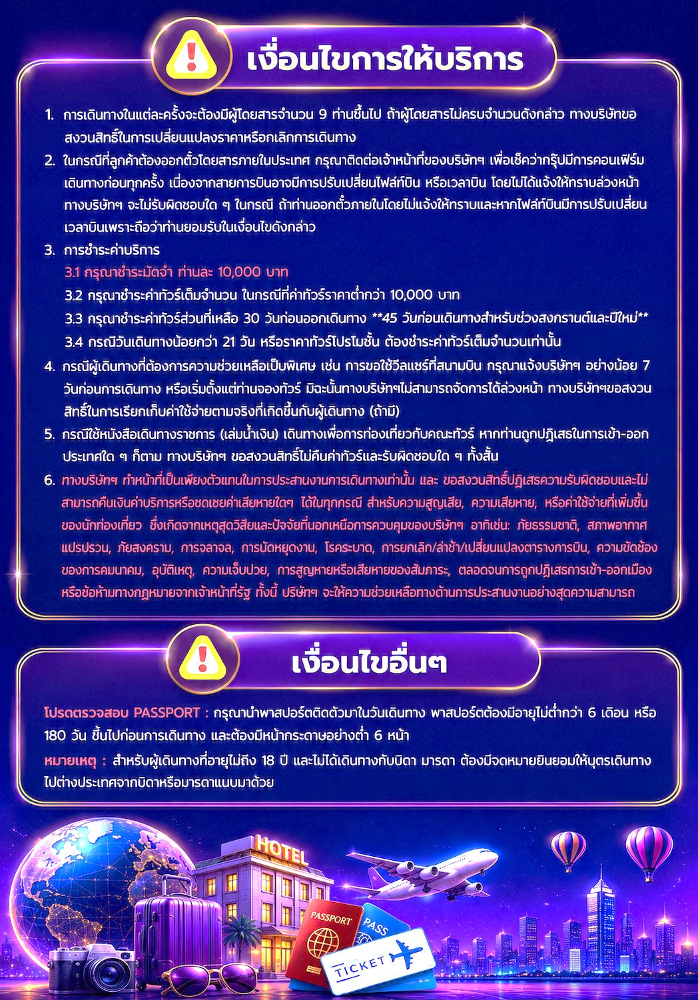 เงื่อนไขการให้บริการ
1. การเดินทางในแต่ละครั้งจะต้องมีผู้โดยสารจำนวน 9 ท่านขึ้นไป ถ้าผู้โดยสารไม่ครบจำนวนดังกล่าว ทางบริษัทขอ
สงวนสิทธิ์ในการเปลี่ยนแปลงราคาหรือกเลิกการเดินทาง
2. ในกรณีที่ลูกค้าต้องออกตั๋วโดยสารภายในประเทศ กรุณาติดต่อเจ้าหน้าที่ของบริษัทฯ เพื่อเช็คว่ากรุ๊ปมีการคอนเฟิร์ม
เดินทางก่อนทุกครั้ง เนื่องจากสายการบินอาจมีการปรับเปลี่ยนไฟล์ท์บิน หรือเวลาบิน โดยไม่ได้แจ้งให้ทราบล่วงหน้า
ทางบริษัทฯ จะไม่รับผิดชอบใด ๆ ในกรณี ถ้าท่านออกตั๋วภายในโดยไม่แจ้งให้ทราบและหากไฟล์ท์บินมีการปรับเปลี่ยน
เวลาบินเพราะถือว่าท่านยอมรับในเงื่อนไขดังกล่าว
3. การชำระค่าบริการ
3.1 กรุณาชำระมัดจำ ท่านละ 10,000 บาท
3.2 กรุณาชำระค่าทัวร์เต็มจำนวน ในกรณีที่ค่าทัวร์ราคาต่ำกว่า 10,000 บาท
3.3 กรุณาชำระค่าทัวร์ส่วนที่เหลือ 30 วันก่อนออกเดินทาง **45 วันก่อนเดินทางสำหรับช่วงสงกรานต์และปีใหม่**
3.4 กรณีวันเดินทางน้อยกว่า 21 วัน หรือราคาทัวร์โปรไมชั้น ต้องชำระค่าทัวร์เต็มจำนวนเท่านั้น
4. กรณีผู้เดินทางที่ต้องการความช่วยเหลือเป็นพิเศษ เช่น การขอใช้วีลแชร์ที่สนามบิน กรุณาแจ้งบริษัทฯ อย่างน้อย 7
วันก่อนการเดินทาง หรือเริ่มตั้งแต่ท่านจองทัวร์ มิฉะนั้นทางบริษัทฯไม่สามารถจัดการได้ล่วงหน้า ทางบริษัทฯขอสงวน
สิทธิ์ในการเรียกเก็บค่าใช้จ่ายตามจริงที่เกิดขึ้นกับผู้เดินทาง (ถ้ามี)
5. กรณีใช้หนังสือเดินทางราชการ (เล่มน้ำเงิน) เดินทางเพื่อการท่องเที่ยวกับคณะทัวร์ หากท่านถูกปฏิเสธในการเข้า-ออก
ประเทศใด ๆ ก็ตาม ทางบริษัทฯ ขอสงวนสิทธิ์ไม่คืนค่าทัวร์และรับผิดชอบใด ๆ ทั้งสั้น
6. ทางบริษัทฯ ทำหน้าที่เป็นเพียงตัวแทนในการประสานงานการเดินทางเท่านั้น และ ขอสงวนสิทธิ์ปฏิเสธความรับผิดชอบและไม่
สามารถคืนเงินค่าบริการหรือชดเชยค่าเสียหายใดๆ ได้ในทุกกรณี สำหรับความสูญเสีย, ความเสียหาย, หรือค่าใช้จ่ายที่เพิ่มขึ้น
ของนักท่องเที่ยว ซึ่งเกิดจากเหตุสุดวิสัยและปัจจัยที่นอกเหนือการควบคุมของบริษัทฯ อาทิเช่น: ภัยธรรมชาติ, สภาพอากาศ
แปรปรวน, ภัยสงคราม, การจลาจล, การนัดหยุดงาน, โรคระบาด, การยกเลิก/ล่าช้า/เปลี่ยนแปลงตารางการบิน, ความขัดข้อง
ของการคมนาคม, อุบัติเหตุ, ความเจ็บป่วย, การสูญหายหรือเสียหายของสัมภาระ, ตลอดจนการถูกปฏิเสธการเข้า-ออกเมือง
หรือข้อห้ามทางกฎหมายจากเจ้าหน้าที่รัฐ ทั้งนี้ บริษัทฯ จะให้ความช่วยเหลือทางด้านการประสานงานอย่างสุดความสามารถ
เงื่อนไขอื่นๆ
โปรดตรวจสอบ PASSPORT : กรุณานำพาสปอร์ตติดตัวมาในวันเดินทาง พาสปอร์ตต้องมีอายุไม่ต่ำกว่า 6 เดือน หรือ
180 วัน ขึ้นไปก่อนการเดินทาง และต้องมีหน้ากระดาษอย่างต่ำ 6 หน้า
หมายเหตุ : สำหรับผู้เดินทางที่อายุไม่ถึง 18 ปี และไม่ได้เดินทางกับบิดา มารดา ต้องมีจดหมายยินยอมให้บุตรเดินทาง
ไปต่างประเทศจากบิดาหรือมารดาแนบมาด้วย
HOTEL
PASSPORT
PASS
TICKET